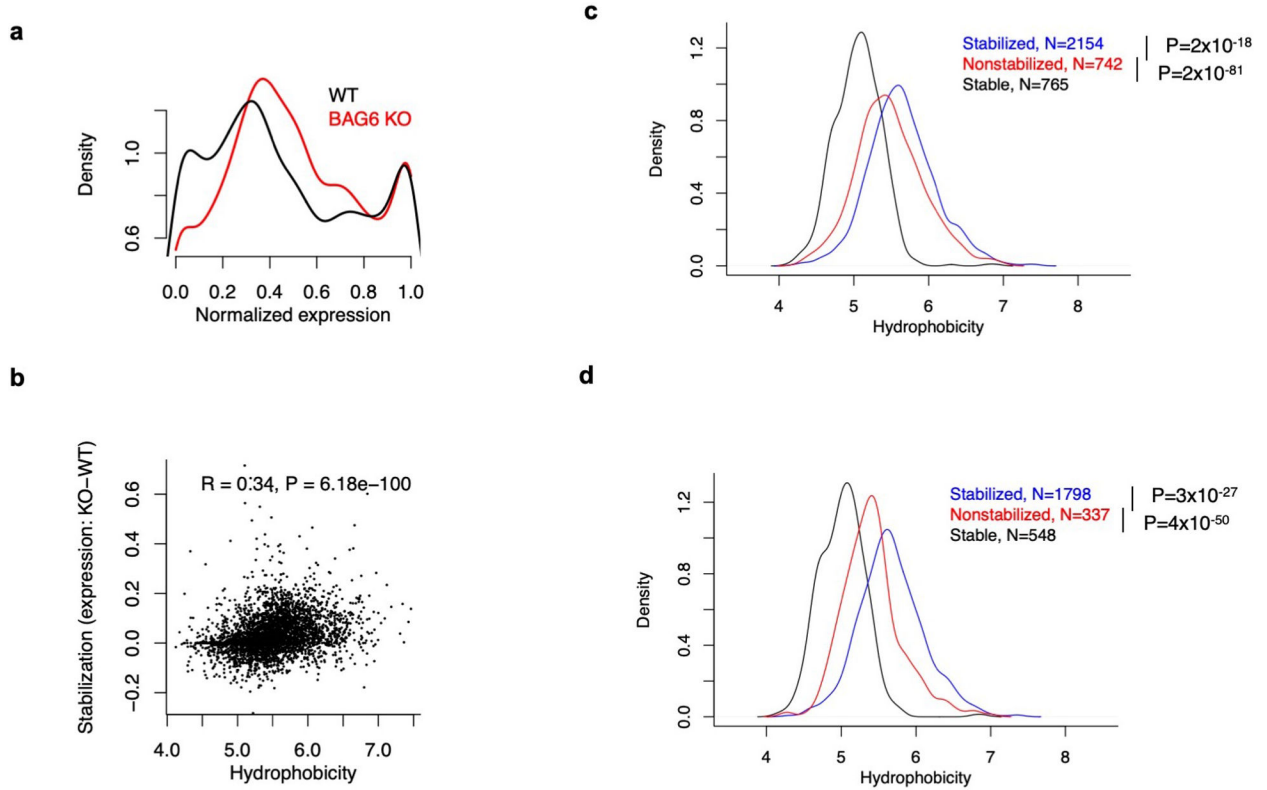 a
WT
BAG6 KO
Density
1.0
0.6
0.0 0.2 0.4 0.6 0.8 1.0
Normalized expression
b
R = 0.34, P = 6.18e−100
Stabilization (expression: KO−WT)
0.6
0.4
0.2
0.0
−0.2
4.0 5.0 6.0 7.0
Hydrophobicity
c
Stabilized, N=2154
Nonstabilized, N=742
Stable, N=765
P=2x10-18
P=2x10-81
Density
1.2
0.8
0.4
0.0
4 5 6 7 8
Hydrophobicity
d
Stabilized, N=1798
Nonstabilized, N=337
Stable, N=548
P=3x10-27
P=4x10-50
Density
1.2
0.8
0.4
0.0
4 5 6 7 8
Hydrophobicity